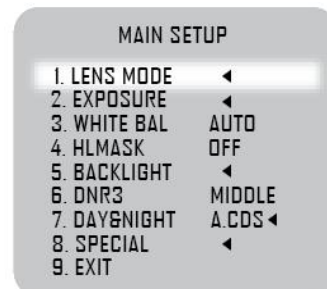 MAIN SETUP
1. LENS MODE ◀
2. EXPOSURE ◀
3. WHITE BAL AUTO
4. HLMASK OFF
5. BACKLIGHT ◀
6. DNR3 MIDDLE
7. DAY&NIGHT A.CDS◀
8. SPECIAL ◀
9. EXIT